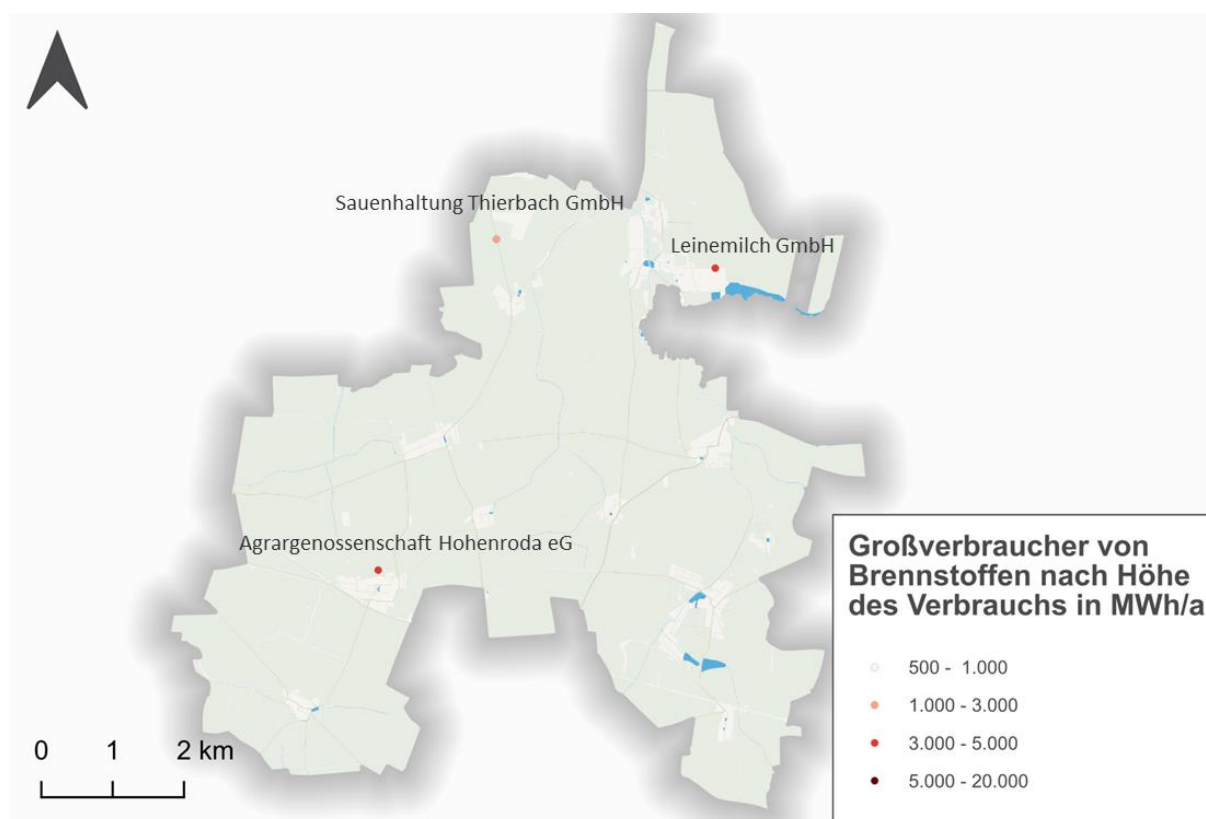 Sauenhaltung Thierbach GmbH
Leinemilch GmbH
Agrargenossenschaft Hohenroda eG
Großverbraucher von
Brennstoffen nach Höhe
des Verbrauchs in MWh/a
500 - 1.000
1.000 - 3.000
3.000 - 5.000
5.000 - 20.000
0 1 2 km